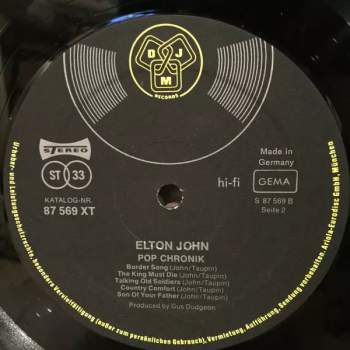 D J
M
RECORDS
STEREO
ST 33
KATALOG-NR.
87 569 XT
Made In
Germany
hi-fi
GEMA
S 87 569 B
Seite 2
ELTON JOHN
POP CHRONIK
Border Song (John/Taupin)
The King Must Die (John/Taupin)
Talking Old Soldiers (John/Taupin)
Country Comfort (John/Taupin)
Son Of Your Father (John/Taupin)
Produced by Gus Dudgeon
Urheber- und Leistungsschutzrechte, insbesondere Vervielfältigung (außer zum persönlichen Gebrauch), Vermietung, Aufführung, Sendung vorbehalten. Ariola-Eurodisc GmbH, München